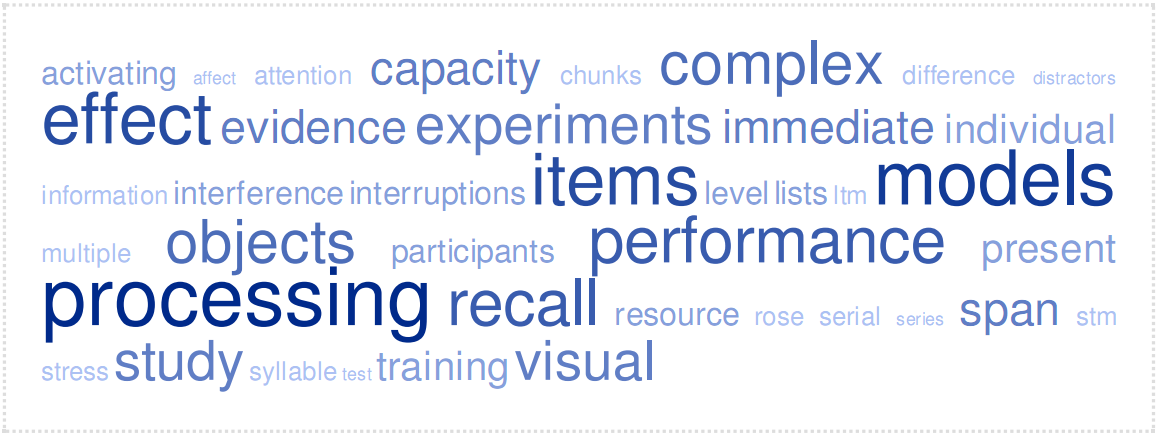 activating affect attention capacity chunks complex difference distractors
effect evidence experiments immediate individual
information interference interruptions items level lists ltm models
multiple objects participants performance present
processing recall resource rose serial series span stm
stress study syllable test training visual